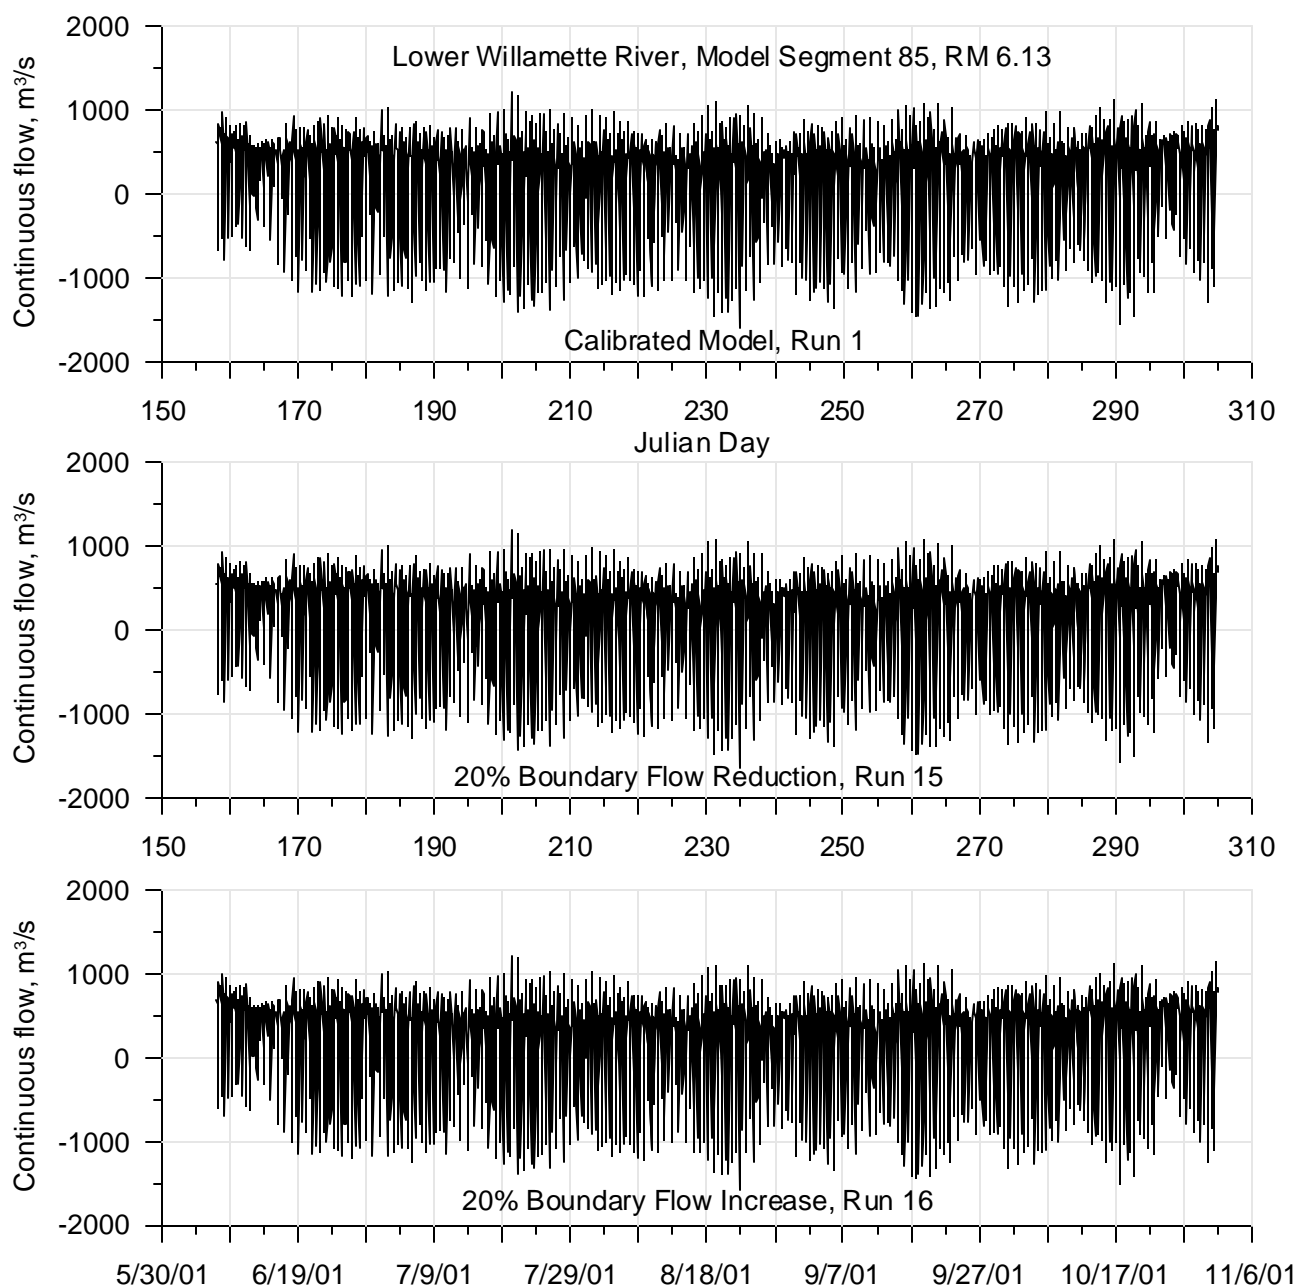 2000
Lower Willamette River, Model Segment 85, RM 6.13
1000
0
-1000
Calibrated Model, Run 1
-2000
Continuous flow, m³/s
150 170 190 210 230 250 270 290 310
Julian Day
2000
1000
0
-1000
20% Boundary Flow Reduction, Run 15
-2000
Continuous flow, m³/s
150 170 190 210 230 250 270 290 310
2000
1000
0
-1000
20% Boundary Flow Increase, Run 16
-2000
Continuous flow, m³/s
5/30/01 6/19/01 7/9/01 7/29/01 8/18/01 9/7/01 9/27/01 10/17/01 11/6/01